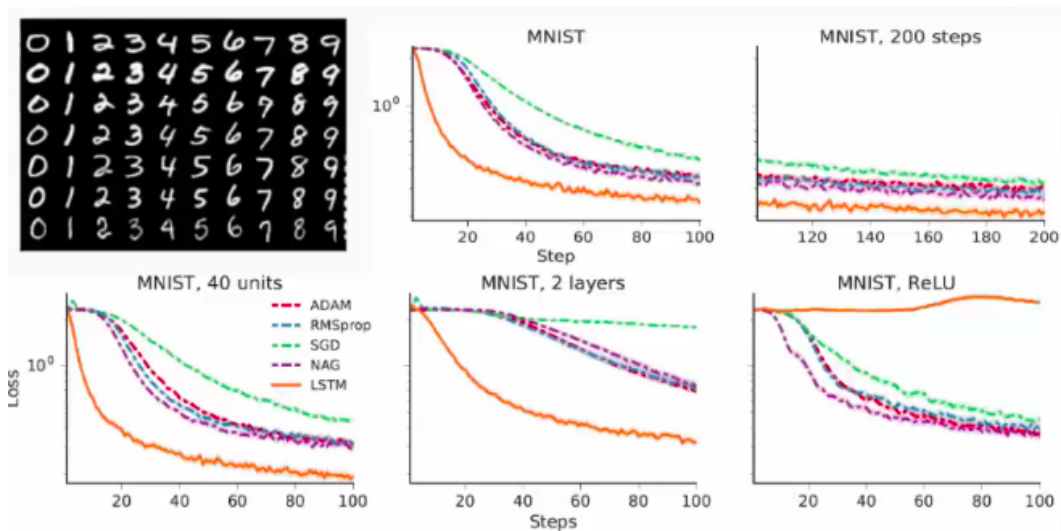 0 1 2 3 4 5 6 7 8 9
0 1 2 3 4 5 6 7 8 9
0 1 2 3 4 5 6 7 8 9
0 1 2 3 4 5 6 7 8 9
0 1 2 3 4 5 6 7 8 9
0 1 2 3 4 5 6 7 8 9
0 1 2 3 4 5 6 7 8 9
MNIST
10⁰
20 40 60 80 100
Step
MNIST, 200 steps
120 140 160 180 200
MNIST, 40 units
ADAM
RMSprop
SGD
NAG
LSTM
10⁰
Loss
20 40 60 80 100
MNIST, 2 layers
20 40 60 80 100
Steps
MNIST, ReLU
20 40 60 80 100